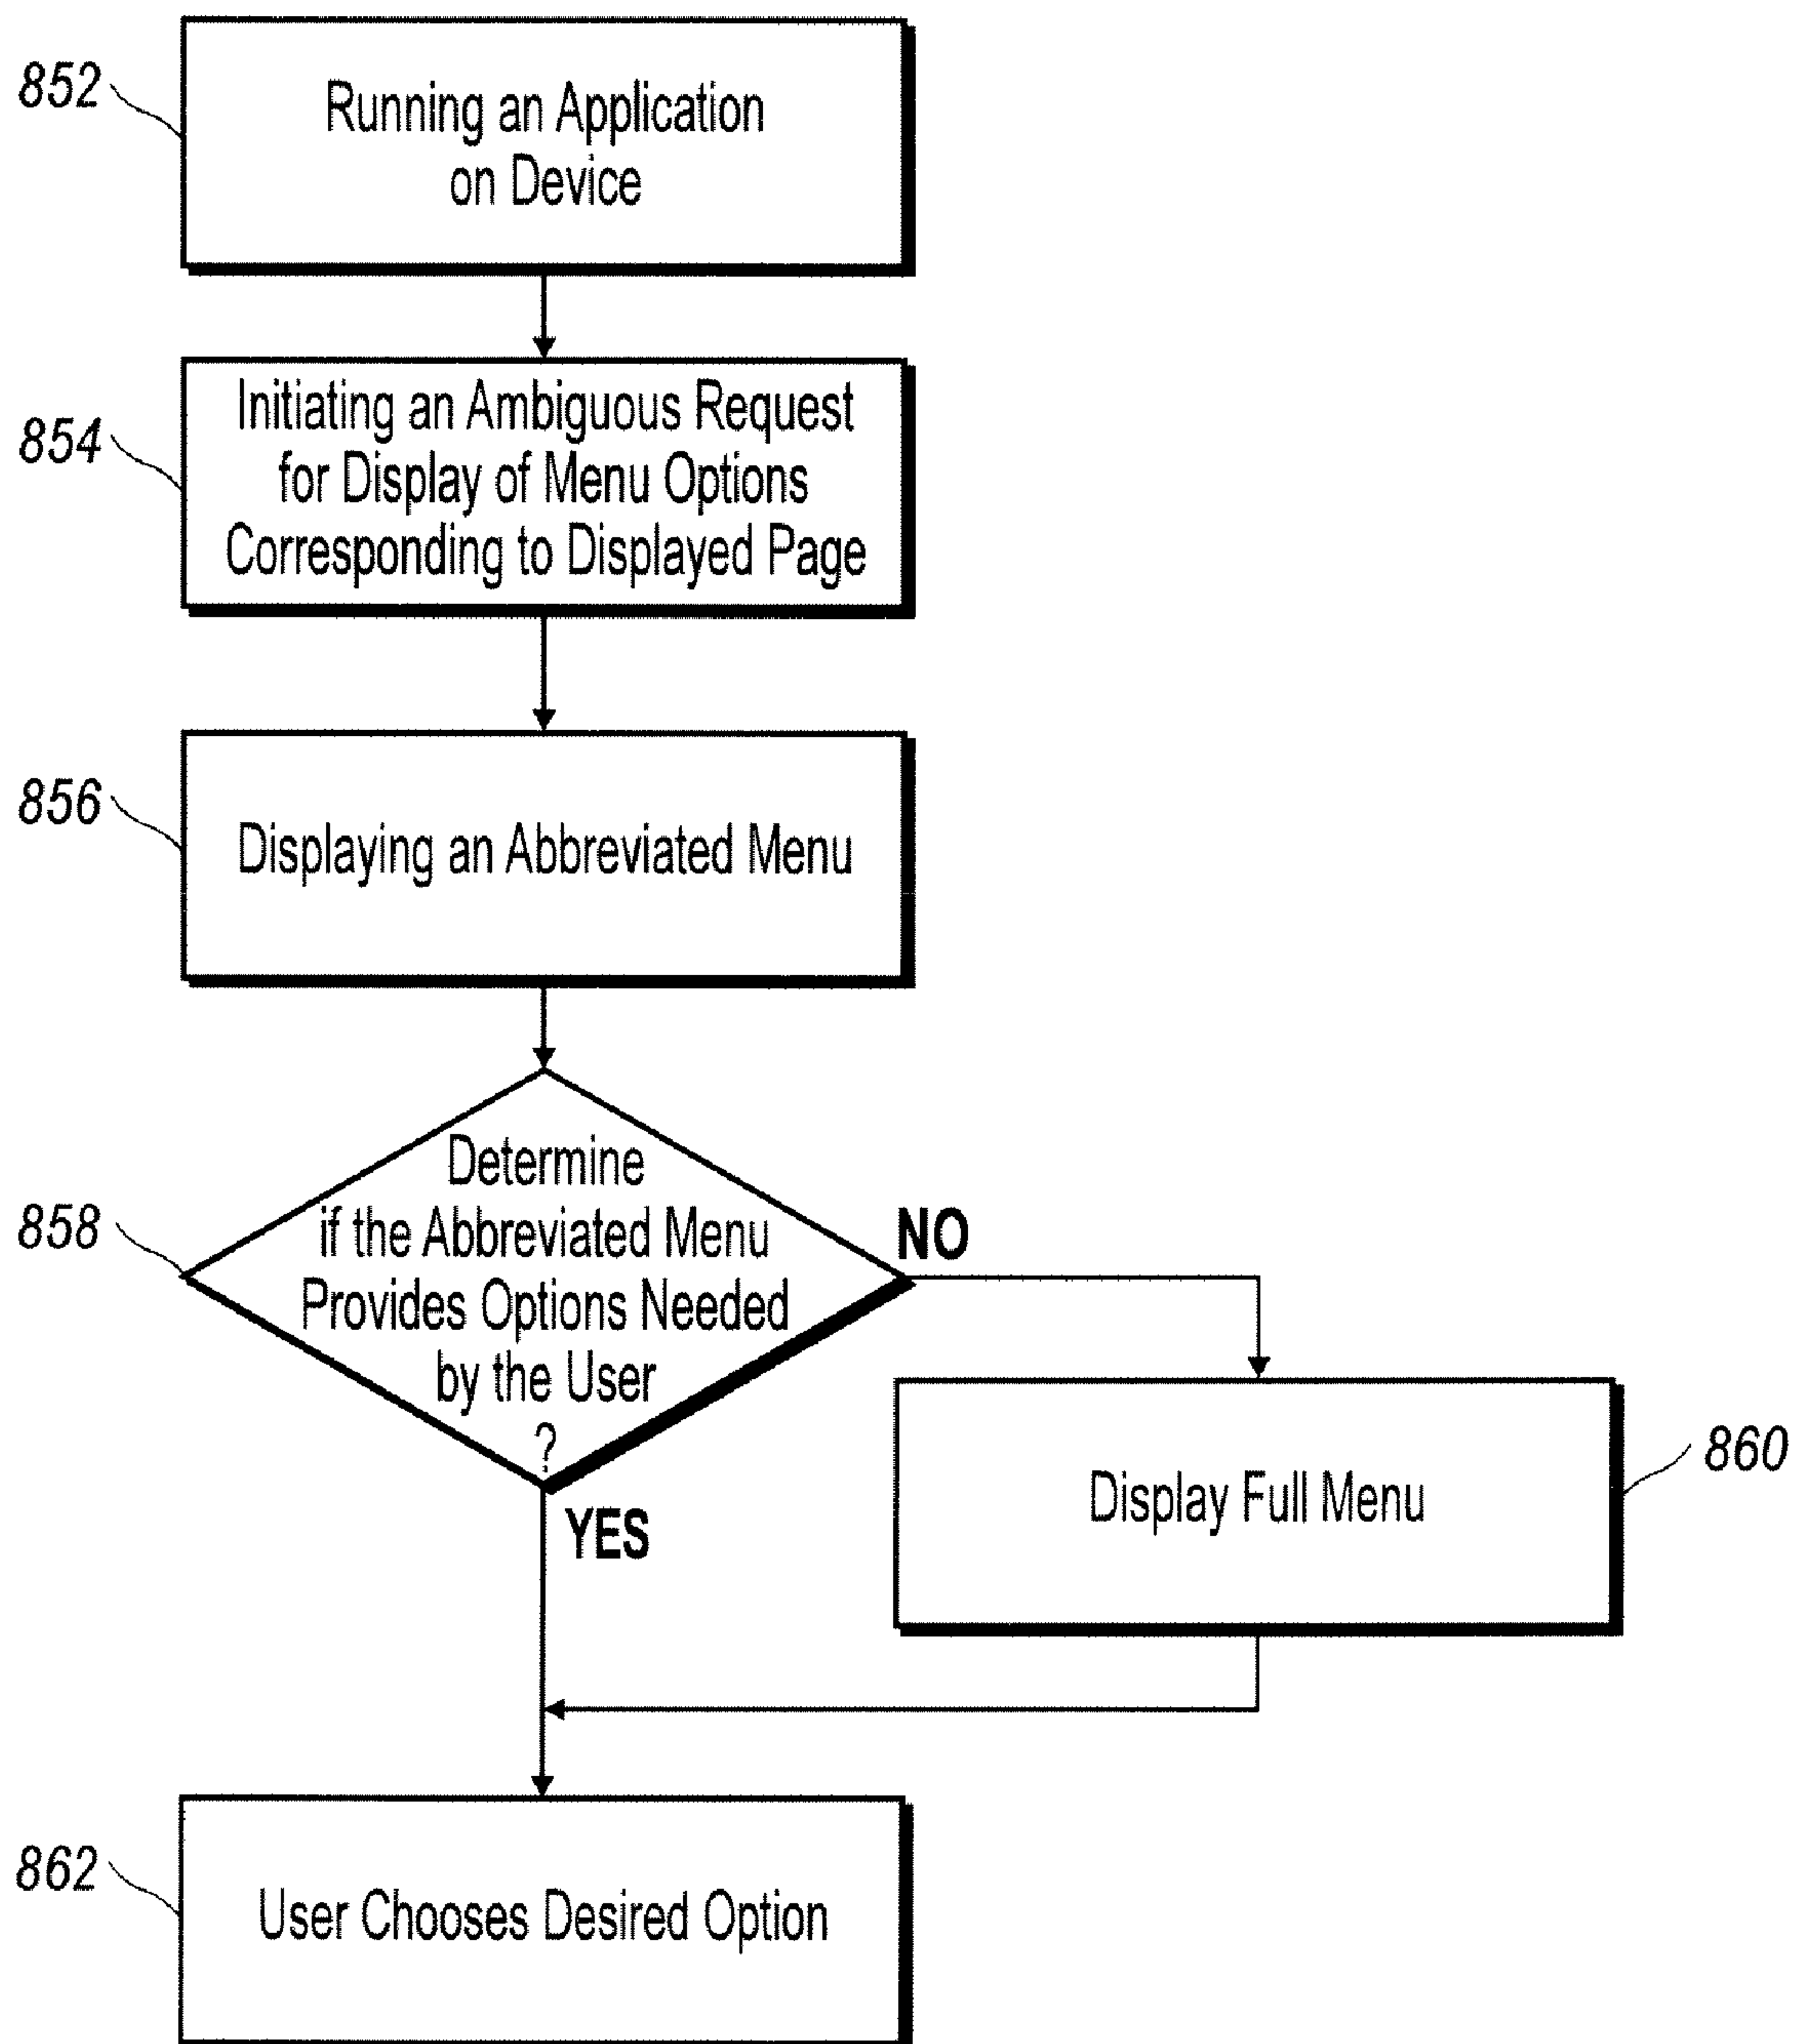 852
Running an Application
on Device
854
Initiating an Ambiguous Request
for Display of Menu Options
Corresponding to Displayed Page
856
Displaying an Abbreviated Menu
858
Determine
if the Abbreviated Menu
Provides Options Needed
by the User
?
NO
YES
860
Display Full Menu
862
User Chooses Desired Option